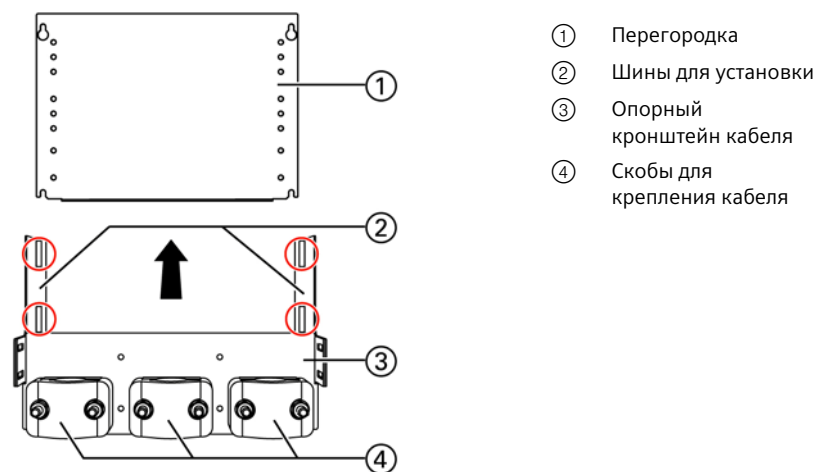 ①
②
③
④
① Перегородка
② Шины для установки
③ Опорный
кронштейн кабеля
④ Скобы для
крепления кабеля